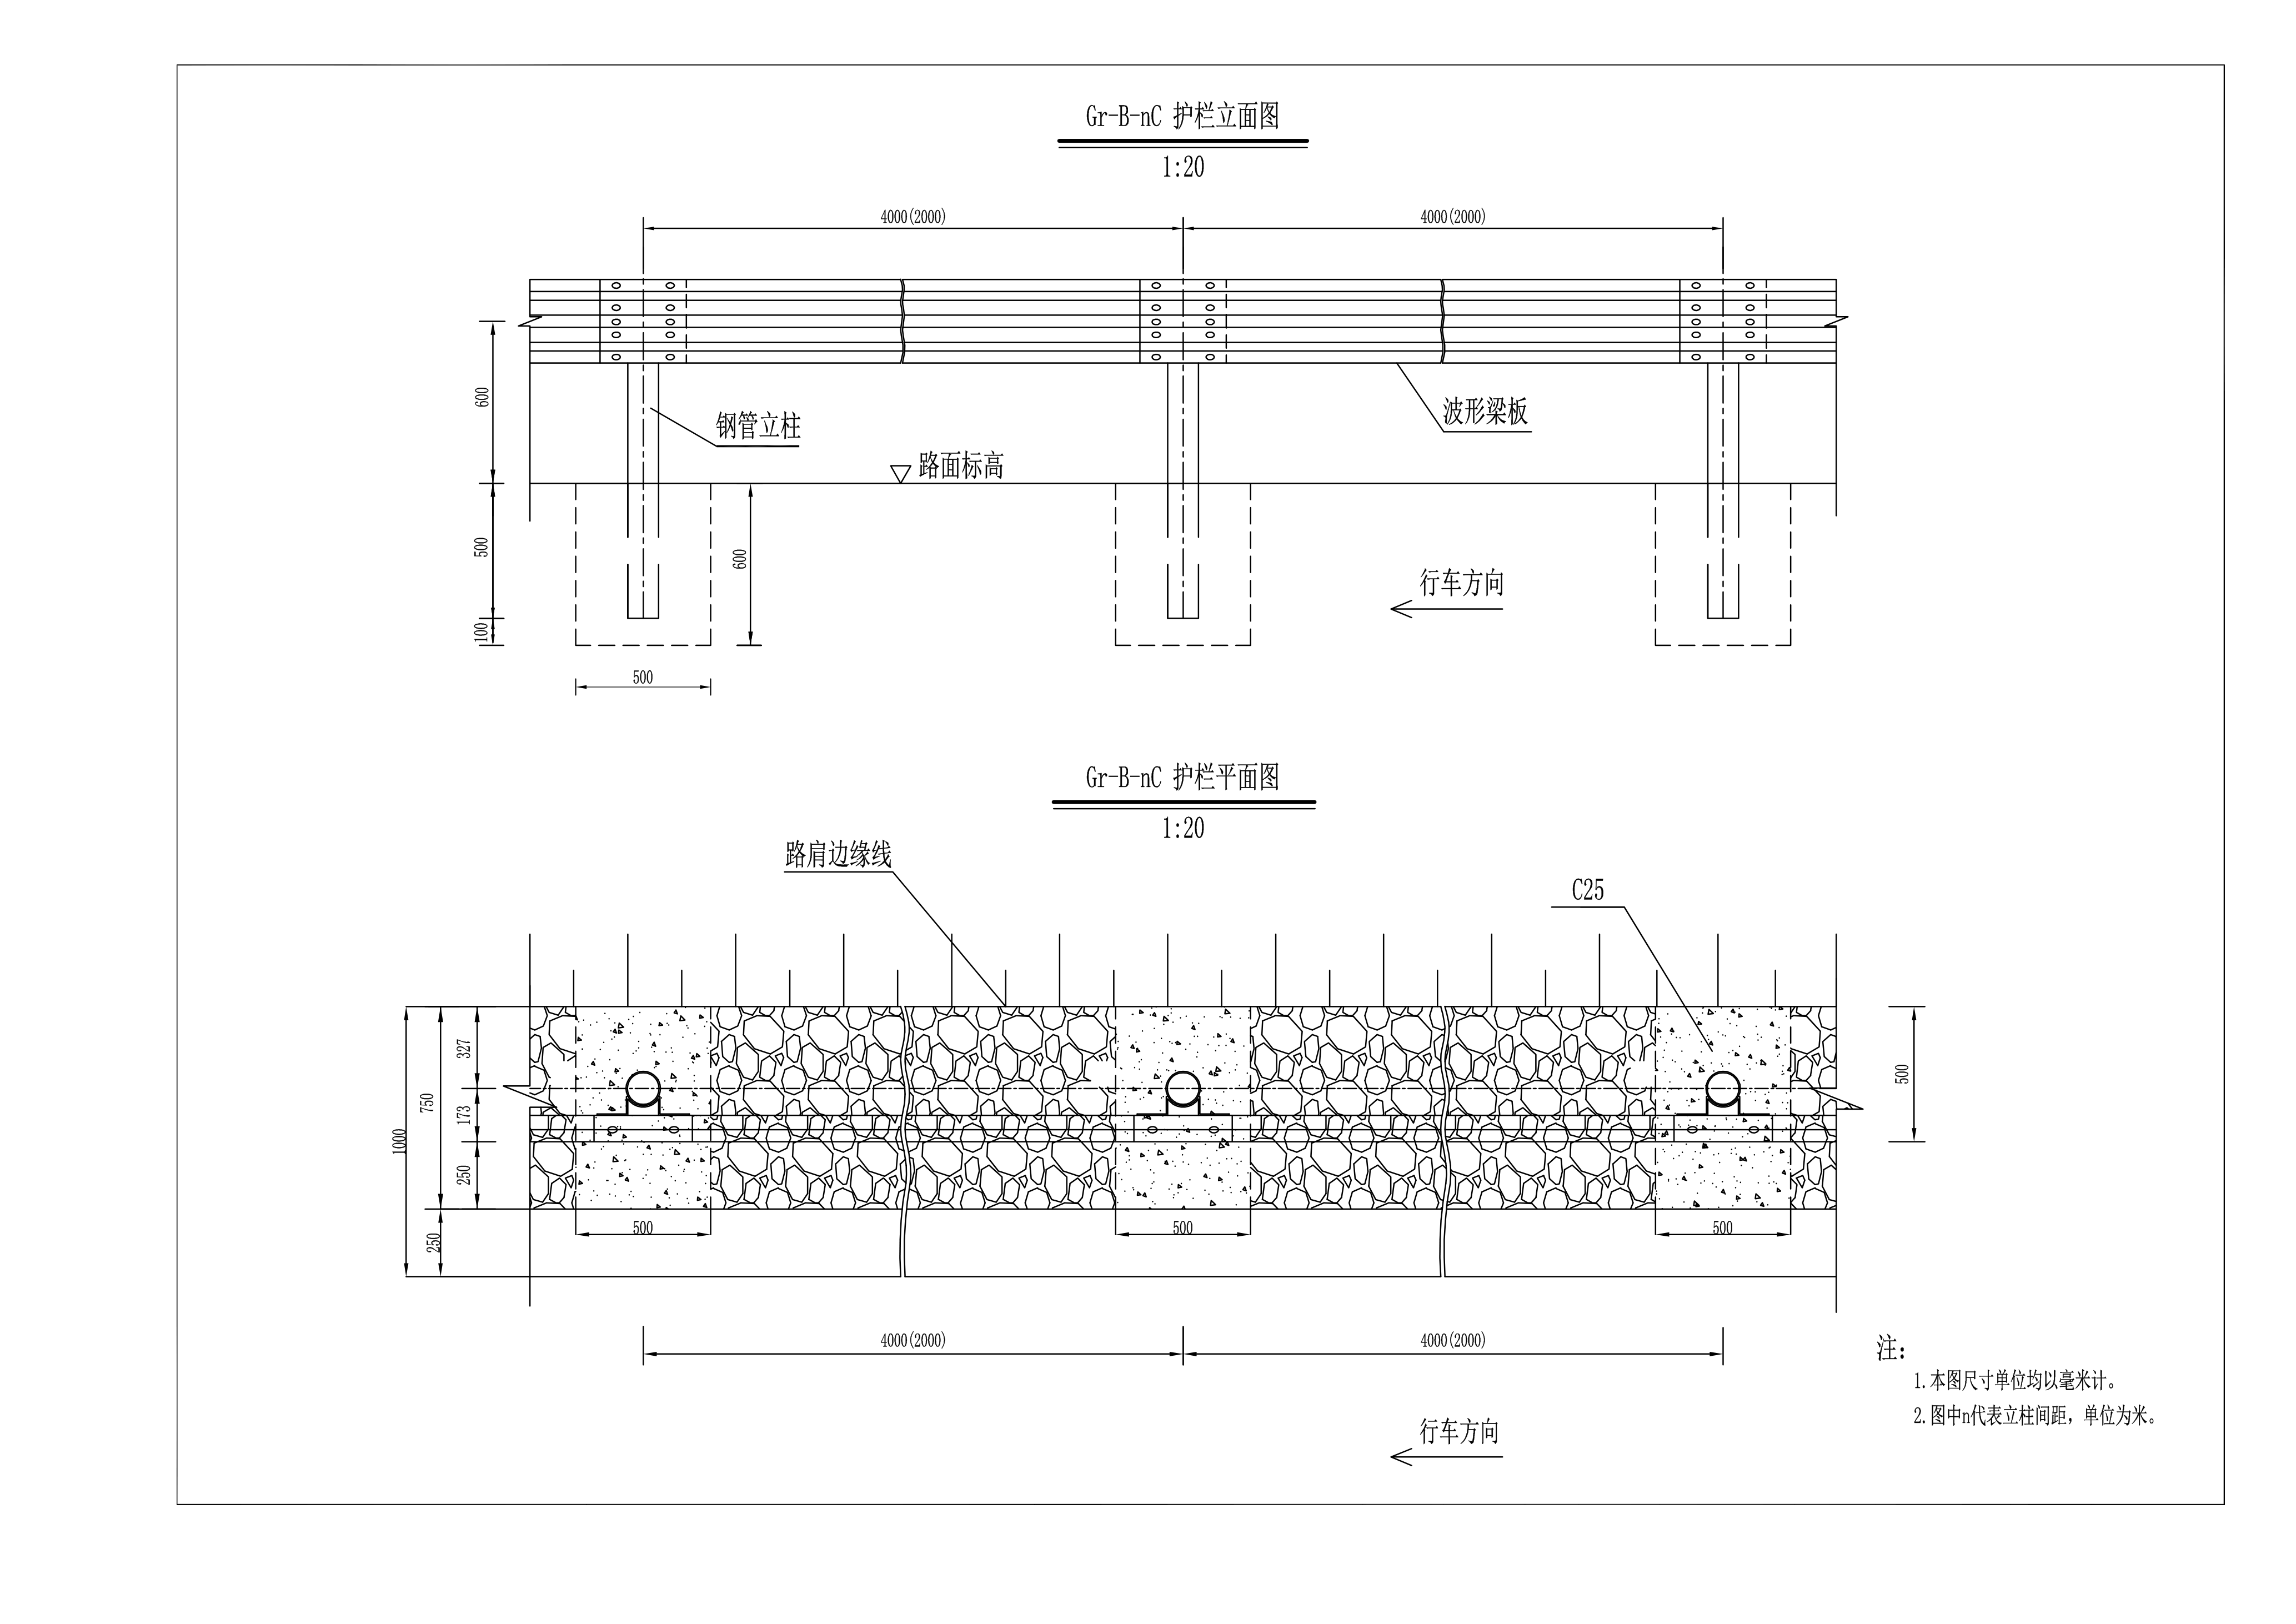 Gr-B-nC 护栏立面图
1:20
4000(2000)
4000(2000)
600
钢管立柱
波形梁板
路面标高
500
600
行车方向
100
500
Gr-B-nC 护栏平面图
1:20
路肩边缘线
C25
327
500
750
173
1000
250
500
500
500
250
4000(2000)
4000(2000)
注:
1.本图尺寸单位均以毫米计。
2.图中n代表立柱间距，单位为米。
行车方向